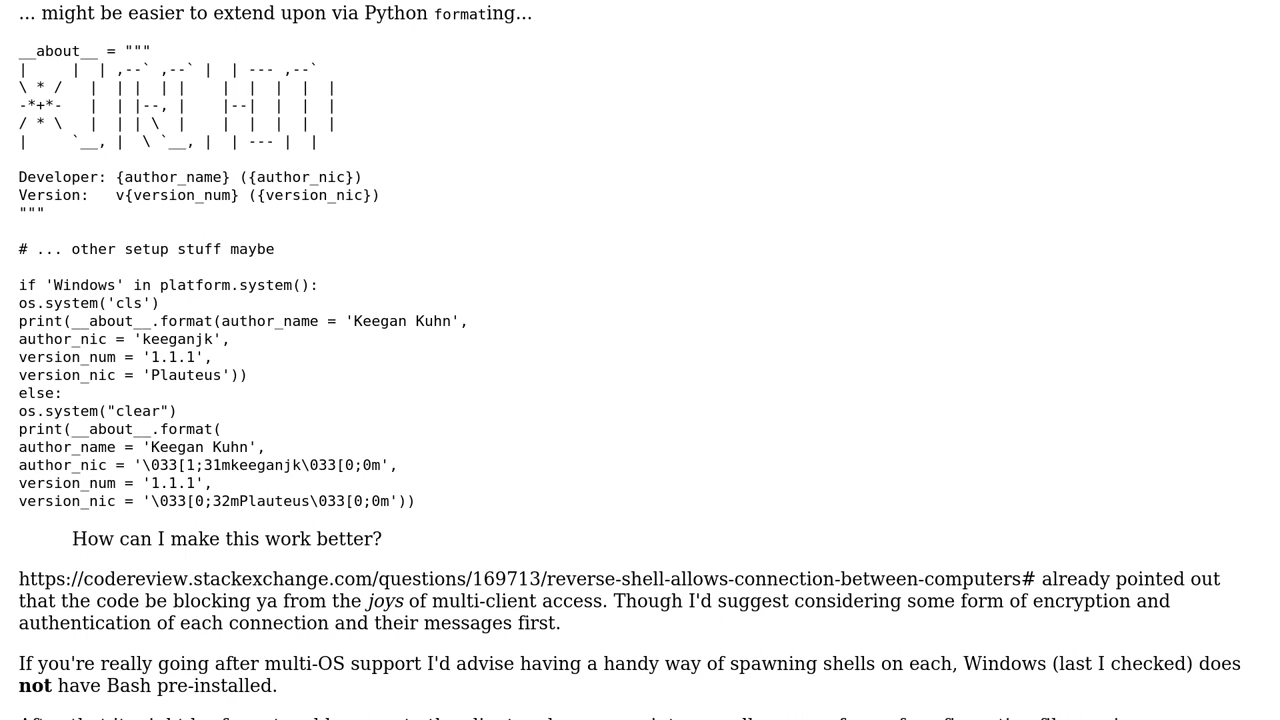 ... might be easier to extend upon via Python formating...
__about__ = """
|     |  | ,--` ,--` |  | --- ,--`
\ * /   |  | |  | |    |  |  |  |  |
-*+*-   |  | |--, |    |--|  |  |  |
/ * \   |  | | \  |    |  |  |  |  |
|     `__, |  \ `__, |  | --- |  |
Developer: {author_name} ({author_nic})
Version:   v{version_num} ({version_nic})
"""
# ... other setup stuff maybe
if 'Windows' in platform.system():
os.system('cls')
print(__about__.format(author_name = 'Keegan Kuhn',
author_nic = 'keeganjk',
version_num = '1.1.1',
version_nic = 'Plauteus'))
else:
os.system("clear")
print(__about__.format(
author_name = 'Keegan Kuhn',
author_nic = '\033[1;31mkeeganjk\033[0;0m',
version_num = '1.1.1',
version_nic = '\033[0;32mPlauteus\033[0;0m'))
How can I make this work better?
https://codereview.stackexchange.com/questions/169713/reverse-shell-allows-connection-between-computers# already pointed out
that the code be blocking ya from the joys of multi-client access. Though I'd suggest considering some form of encryption and
authentication of each connection and their messages first.
If you're really going after multi-OS support I'd advise having a handy way of spawning shells on each, Windows (last I checked) does
not have Bash pre-installed.